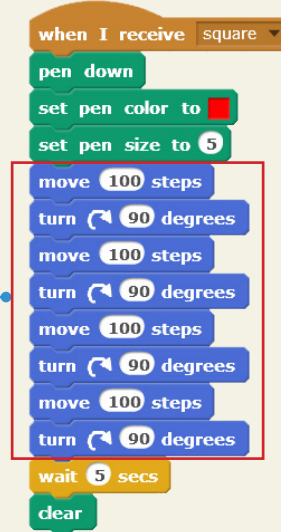 when I receive square
pen down
set pen color to
set pen size to 5
move 100 steps
turn 90 degrees
move 100 steps
turn 90 degrees
move 100 steps
turn 90 degrees
move 100 steps
turn 90 degrees
wait 5 secs
clear